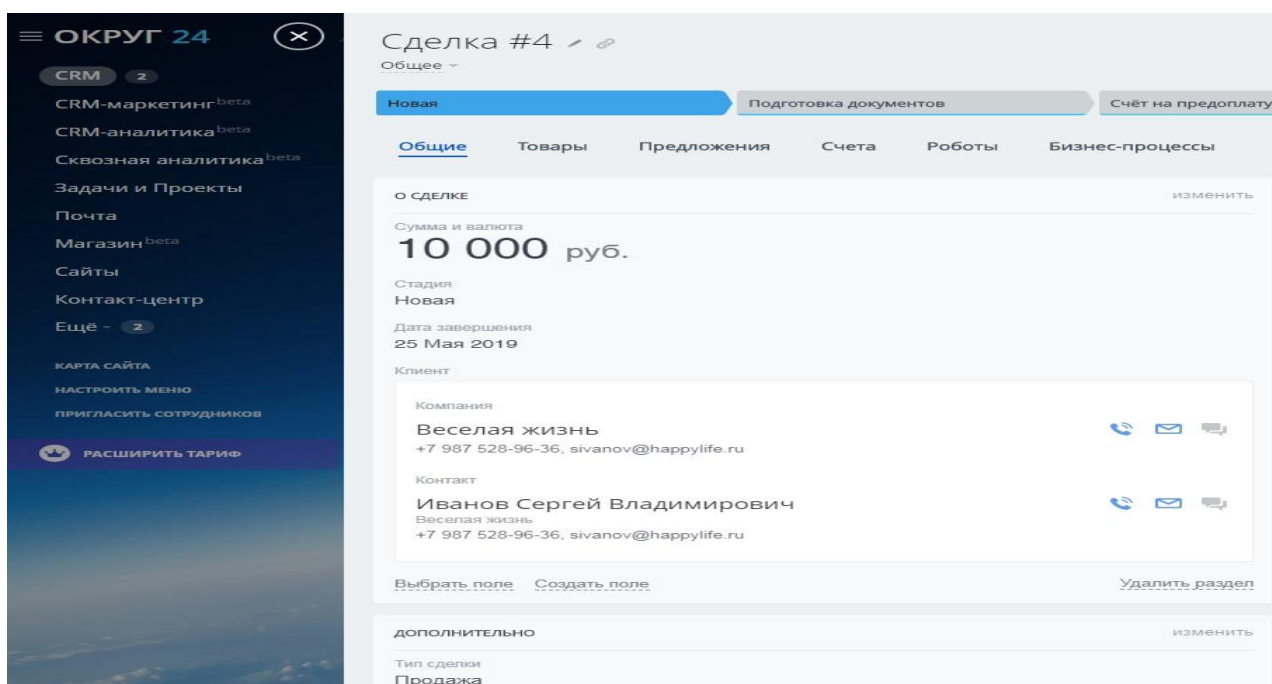 ОКРУГ 24
CRM 2
CRM-маркетинг beta
CRM-аналитика beta
Сквозная аналитика beta
Задачи и Проекты
Почта
Магазин beta
Сайты
Контакт-центр
Ещё - 2
КАРТА САЙТА
НАСТРОИТЬ МЕНЮ
ПРИГЛАСИТЬ СОТРУДНИКОВ
РАСШИРИТЬ ТАРИФ
Сделка #4
Общее
Новая Подготовка документов Счёт на предоплату
Общие Товары Предложения Счета Роботы Бизнес-процессы
О СДЕЛКЕ изменить
Сумма и валюта
10 000 руб.
Стадия
Новая
Дата завершения
25 Мая 2019
Клиент
Компания
Веселая жизнь
+7 987 528-96-36, sivanov@happylife.ru
Контакт
Иванов Сергей Владимирович
Веселая жизнь
+7 987 528-96-36, sivanov@happylife.ru
Выбрать поле Создать поле Удалить раздел
ДОПОЛНИТЕЛЬНО изменить
Тип сделки
Продажа